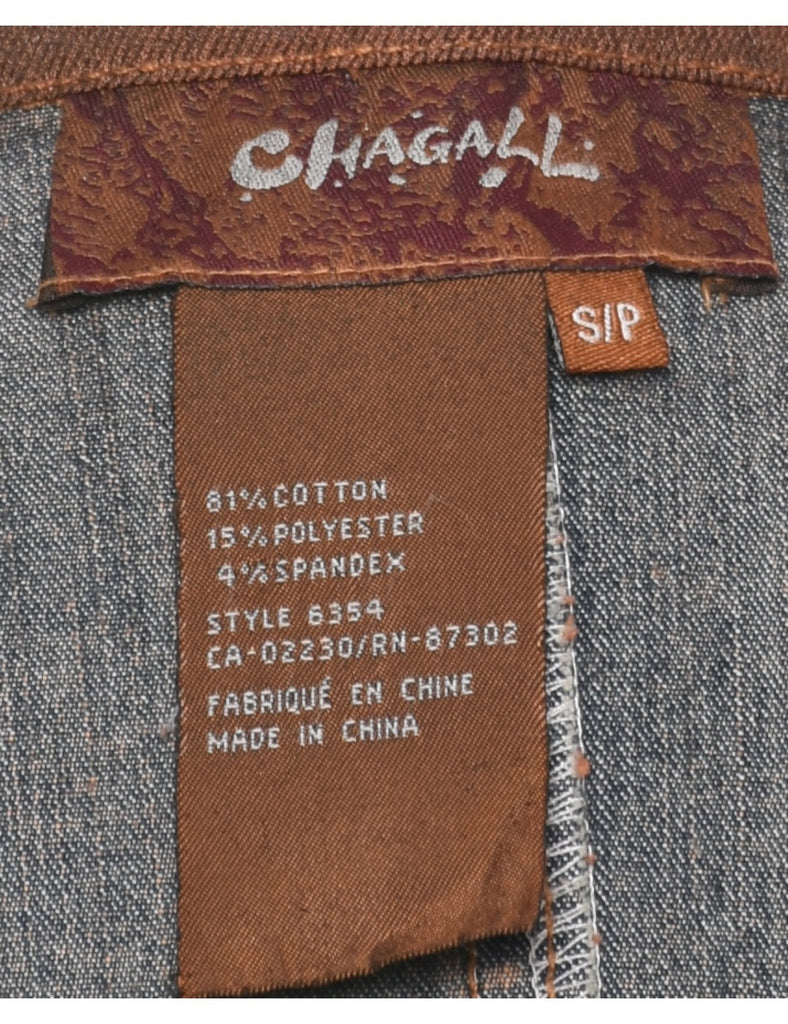 CHAGALL
S/P
81% COTTON
15% POLYESTER
4% SPANDEX
STYLE 6354
CA-02230/RN-87302
FABRIQUÉ EN CHINE
MADE IN CHINA